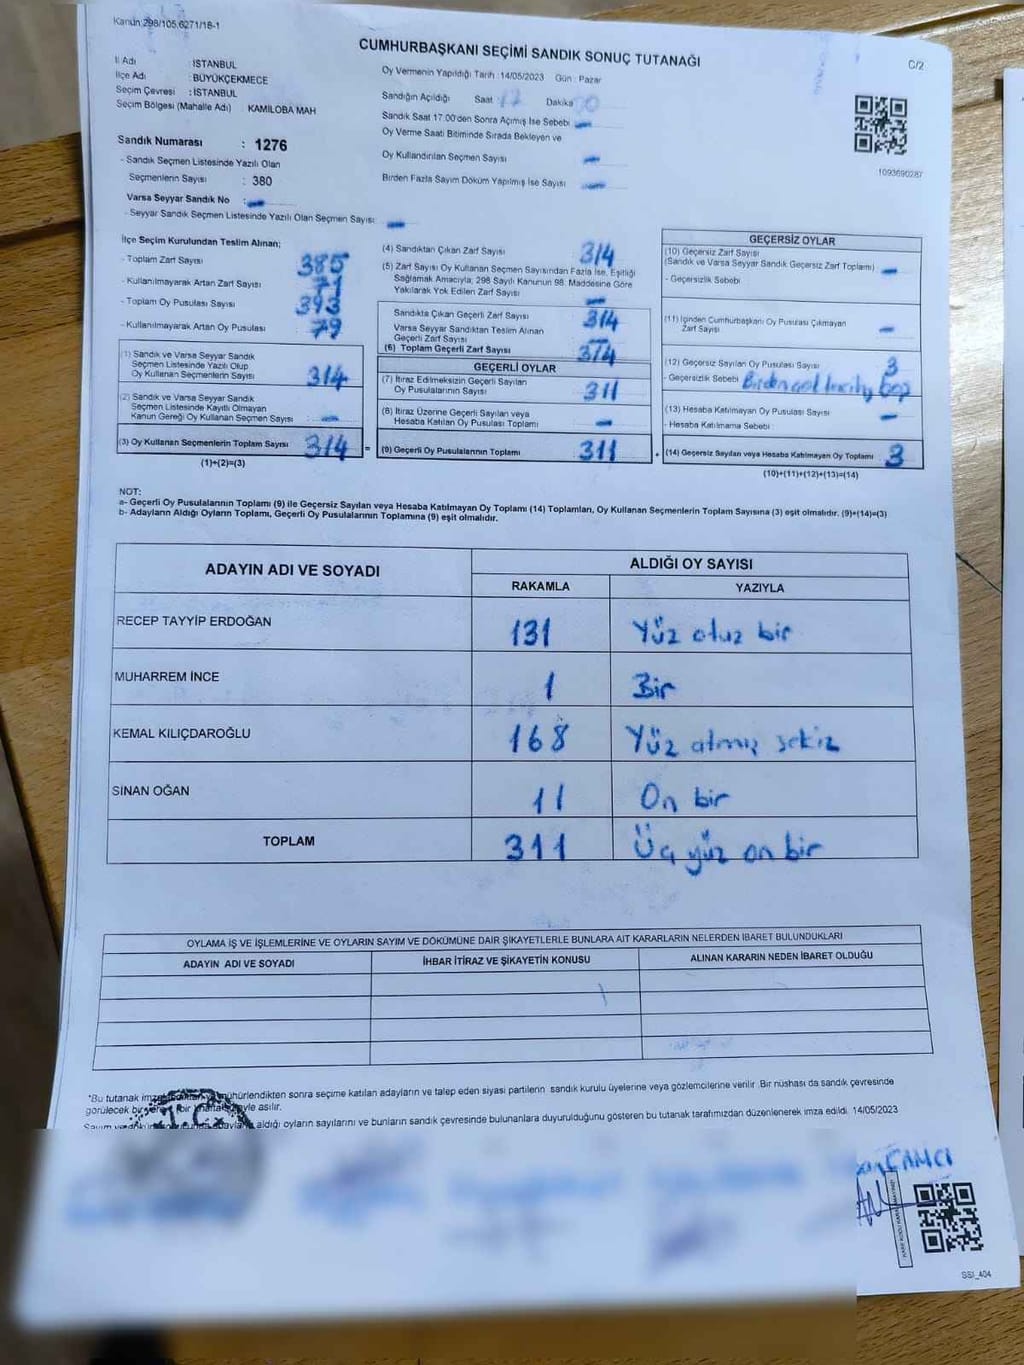 Kanun:298/105,6271/18-1
CUMHURBAŞKANI SEÇİMİ SANDIK SONUÇ TUTANAĞI
C/2
İl Adı : İSTANBUL
İlçe Adı : BÜYÜKÇEKMECE
Seçim Çevresi : İSTANBUL
Seçim Bölgesi (Mahalle Adı) KAMİLOBA MAH
Sandık Numarası : 1276
- Sandık Seçmen Listesinde Yazılı Olan
Seçmenlerin Sayısı : 380
Varsa Seyyar Sandık No : -
- Seyyar Sandık Seçmen Listesinde Yazılı Olan Seçmen Sayısı: -
Oy Vermenin Yapıldığı Tarih : 14/05/2023 Gün : Pazar
Sandığın Açıldığı Saat : 17 Dakika 00
Sandık Saat 17.00'den Sonra Açımış İse Sebebi -
Oy Verme Saati Bitiminde Sırada Bekleyen ve
Oy Kullandırılan Seçmen Sayısı -
Birden Fazla Sayım Döküm Yapılmış İse Sayısı -
1093690287
İlçe Seçim Kurulundan Teslim Alınan;
- Toplam Zarf Sayısı 385
- Kullanılmayarak Artan Zarf Sayısı 71
- Toplam Oy Pusulası Sayısı 393
- Kullanılmayarak Artan Oy Pusulası 79
(1) Sandık ve Varsa Seyyar Sandık
Seçmen Listesinde Yazılı Olup
Oy Kullanan Seçmenlerin Sayısı 314
(2) Sandık ve Varsa Seyyar Sandık
Seçmen Listesinde Kayıtlı Olmayan
Kanun Gereği Oy Kullanan Seçmen Sayısı -
(3) Oy Kullanan Seçmenlerin Toplam Sayısı 314 =
(1)+(2)=(3)
(4) Sandıktan Çıkan Zarf Sayısı 314
(5) Zarf Sayısı Oy Kullanan Seçmen Sayısından Fazla İse, Eşitliği
Sağlamak Amacıyla; 298 Sayılı Kanunun 98. Maddesine Göre
Yakılarak Yok Edilen Zarf Sayısı -
Sandıkta Çıkan Geçerli Zarf Sayısı 314
Varsa Seyyar Sandıktan Teslim Alınan
Geçerli Zarf Sayısı -
(6) Toplam Geçerli Zarf Sayısı 314
GEÇERLİ OYLAR
(7) İtiraz Edilmeksizin Geçerli Sayılan
Oy Pusulalarının Sayısı 311
(8) İtiraz Üzerine Geçerli Sayılan veya
Hesaba Katılan Oy Pusulası Toplamı -
(9) Geçerli Oy Pusulalarının Toplamı 311 +
GEÇERSİZ OYLAR
(10) Geçersiz Zarf Sayısı
(Sandık ve Varsa Seyyar Sandık Geçersiz Zarf Toplamı) -
- Geçersizlik Sebebi
(11) İçinden Cumhurbaşkanı Oy Pusulası Çıkmayan
Zarf Sayısı -
(12) Geçersiz Sayılan Oy Pusulası Sayısı 3
- Geçersizlik Sebebi
(13) Hesaba Katılmayan Oy Pusulası Sayısı -
- Hesaba Katılmama Sebebi
(14) Geçersiz Sayılan veya Hesaba Katılmayan Oy Toplamı 3
(10)+(11)+(12)+(13)=(14)
NOT:
a- Geçerli Oy Pusulalarının Toplamı (9) ile Geçersiz Sayılan veya Hesaba Katılmayan Oy Toplamı (14) Toplamları, Oy Kullanan Seçmenlerin Toplam Sayısına (3) eşit olmalıdır. (9)+(14)=(3)
b- Adayların Aldığı Oyların Toplamı, Geçerli Oy Pusulalarının Toplamına (9) eşit olmalıdır.
ADAYIN ADI VE SOYADI
ALDIĞI OY SAYISI
RAKAMLA YAZIYLA
RECEP TAYYİP ERDOĞAN 131 Yüz otuz bir
MUHARREM İNCE 1 Bir
KEMAL KILIÇDAROĞLU 168 Yüz atmış sekiz
SİNAN OĞAN 11 On bir
TOPLAM 311 Üç yüz on bir
OYLAMA İŞ VE İŞLEMLERİNE VE OYLARIN SAYIM VE DÖKÜMÜNE DAİR ŞİKAYETLERLE BUNLARA AİT KARARLARIN NELERDEN İBARET BULUNDUKLARI
ADAYIN ADI VE SOYADI İHBAR İTİRAZ VE ŞİKAYETİN KONUSU ALINAN KARARIN NEDEN İBARET OLDUĞU
*Bu tutanak mühürlendikten sonra seçime katılan adayların ve talep eden siyasi partilerin sandık kurulu üyelerine veya gözlemcilerine verilir .Bir nüshası da sandık çevresinde
görülecek bir asılır.
aldığı oyların sayılarını ve bunların sandık çevresinde bulunanlara duyurulduğunu gösteren bu tutanak tarafımızdan düzenlenerek imza edildi. 14/05/2023
T.C.
ÇAMCI
SSİ_404